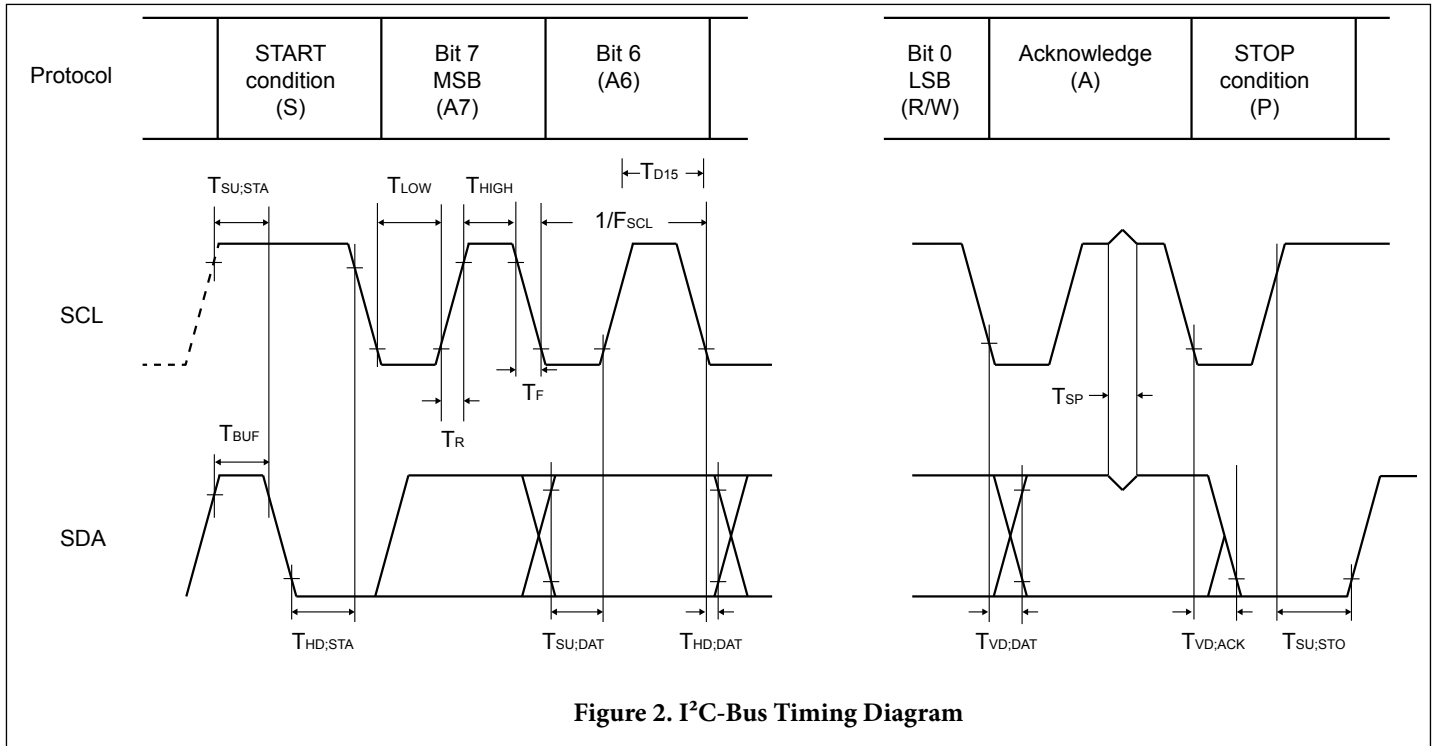 Protocol
START
condition
(S)
Bit 7
MSB
(A7)
Bit 6
(A6)
Bit 0
LSB
(R/W)
Acknowledge
(A)
STOP
condition
(P)
TSU;STA
TLOW
THIGH
TD15
1/FSCL
SCL
TF
TR
TSP
TBUF
SDA
THD;STA
TSU;DAT
THD;DAT
TVD;DAT
TVD;ACK
TSU;STO
Figure 2. I²C-Bus Timing Diagram